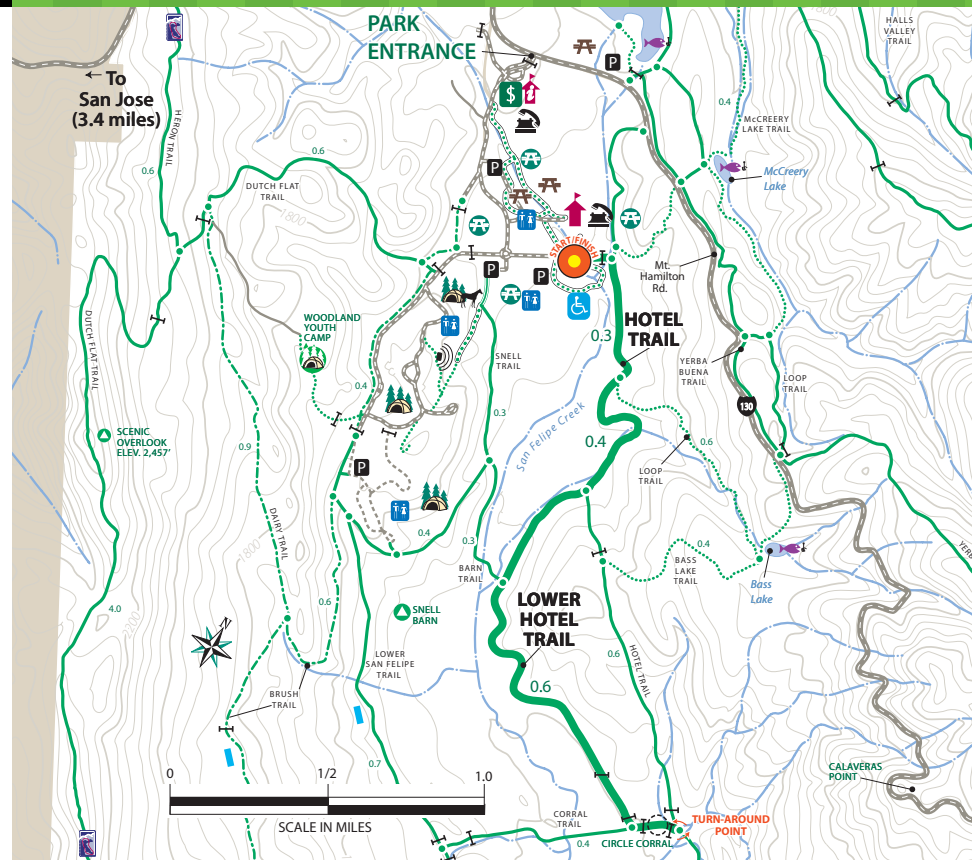 PARK
ENTRANCE
← To
San Jose
(3.4 miles)
HERON TRAIL
0.6
0.6
DUTCH FLAT
TRAIL
1800
1800
HALLS
VALLEY
TRAIL
0.4
McCREERY
LAKE TRAIL
McCreery
Lake
P
$
P
P
P
START/FINISH
Mt.
Hamilton
Rd.
HOTEL
TRAIL
0.3
YERBA
BUENA
TRAIL
LOOP
TRAIL
130
WOODLAND
YOUTH
CAMP
DUTCH FLAT TRAIL
0.4
SNELL
TRAIL
0.3
San Felipe Creek
0.4
0.6
LOOP
TRAIL
SCENIC
OVERLOOK
ELEV. 2,457'
0.9
DAIRY TRAIL
1800
P
0.4
0.3
BARN
TRAIL
0.4
BASS
LAKE
TRAIL
Bass
Lake
YERB
4.0
2400
0.6
SNELL
BARN
LOWER
HOTEL
TRAIL
0.6
0.6
HOTEL TRAIL
N
LOWER
SAN FELIPE
TRAIL
BRUSH
TRAIL
0.7
CALAVERAS
POINT
0
1/2
1.0
SCALE IN MILES
CORRAL
TRAIL
0.4
CIRCLE CORRAL
TURN-AROUND
POINT